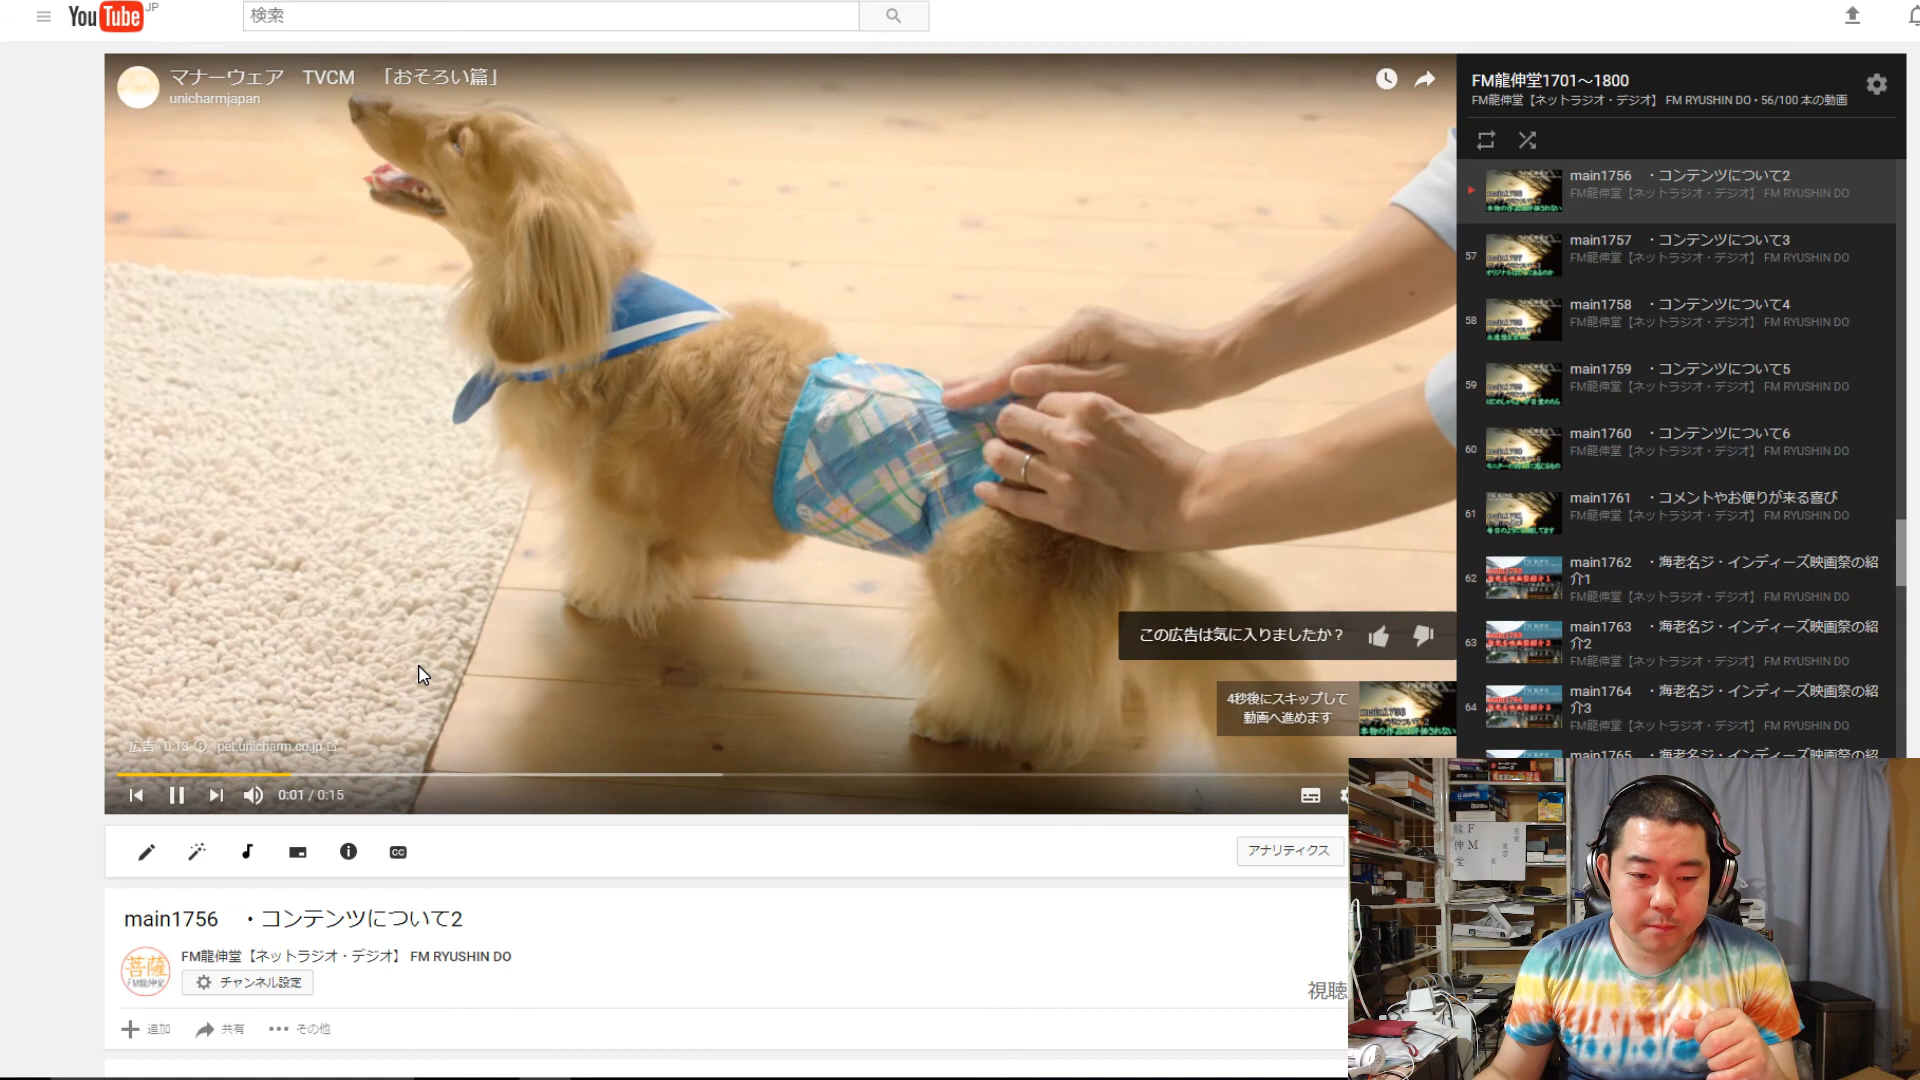 YouTube JP
検索
マナーウェア　TVCM　「おそろい篇」
unicharmjapan
この広告は気に入りましたか？
4秒後にスキップして
動画へ進めます
広告・0:13 pet.unicharm.co.jp
0:01 / 0:15
アナリティクス
main1756　・コンテンツについて2
FM龍伸堂【ネットラジオ・デジオ】 FM RYUSHIN DO
チャンネル設定
視聴
追加 共有 その他
菩薩
FM龍伸堂1701～1800
FM龍伸堂【ネットラジオ・デジオ】 FM RYUSHIN DO • 56/100 本の動画
main1756　・コンテンツについて2
FM龍伸堂【ネットラジオ・デジオ】 FM RYUSHIN DO
57 main1757　・コンテンツについて3
FM龍伸堂【ネットラジオ・デジオ】 FM RYUSHIN DO
58 main1758　・コンテンツについて4
FM龍伸堂【ネットラジオ・デジオ】 FM RYUSHIN DO
59 main1759　・コンテンツについて5
FM龍伸堂【ネットラジオ・デジオ】 FM RYUSHIN DO
60 main1760　・コンテンツについて6
FM龍伸堂【ネットラジオ・デジオ】 FM RYUSHIN DO
61 main1761　・コメントやお便りが来る喜び
FM龍伸堂【ネットラジオ・デジオ】 FM RYUSHIN DO
62 main1762　・海老名ジ・インディーズ映画祭の紹
介1
FM龍伸堂【ネットラジオ・デジオ】 FM RYUSHIN DO
63 main1763　・海老名ジ・インディーズ映画祭の紹
介2
FM龍伸堂【ネットラジオ・デジオ】 FM RYUSHIN DO
64 main1764　・海老名ジ・インディーズ映画祭の紹
介3
FM龍伸堂【ネットラジオ・デジオ】 FM RYUSHIN DO
main1765　・海老名ジ・インディーズ映画祭の紹
龍伸堂
FM